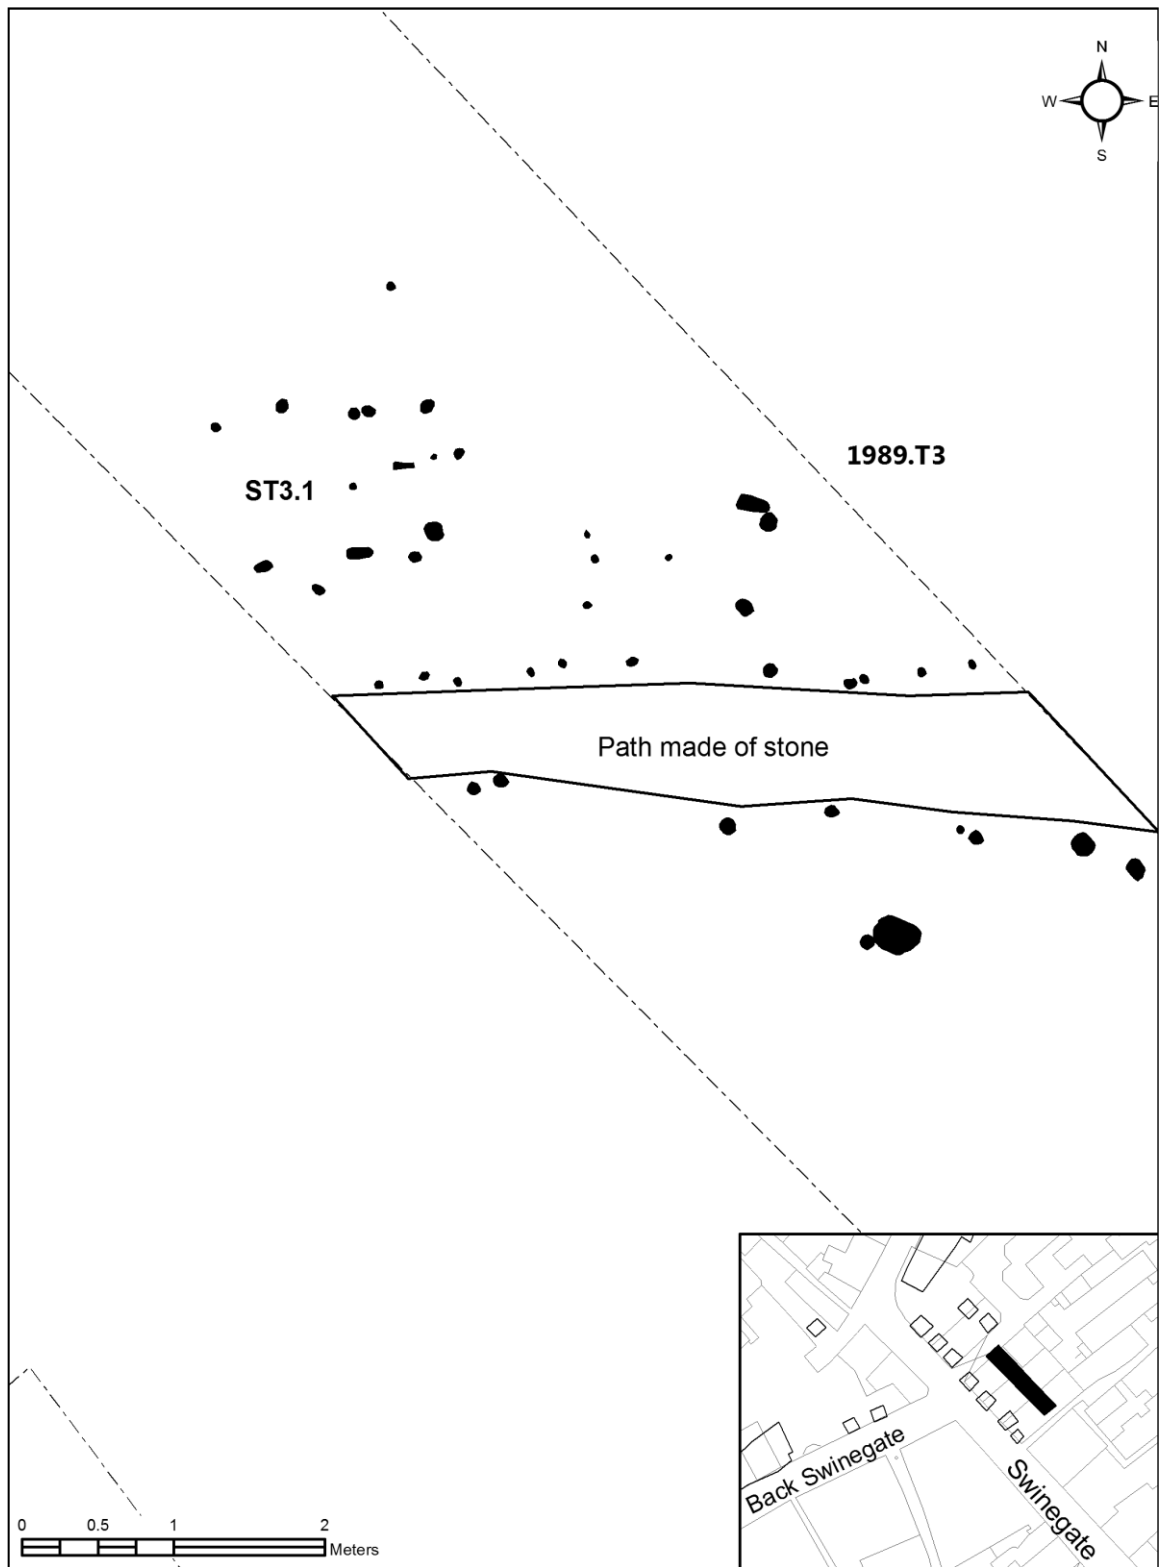 N
W E
S
1989.T3
ST3.1
Path made of stone
Back Swinegate
Swinegate
0 0.5 1 2
Meters